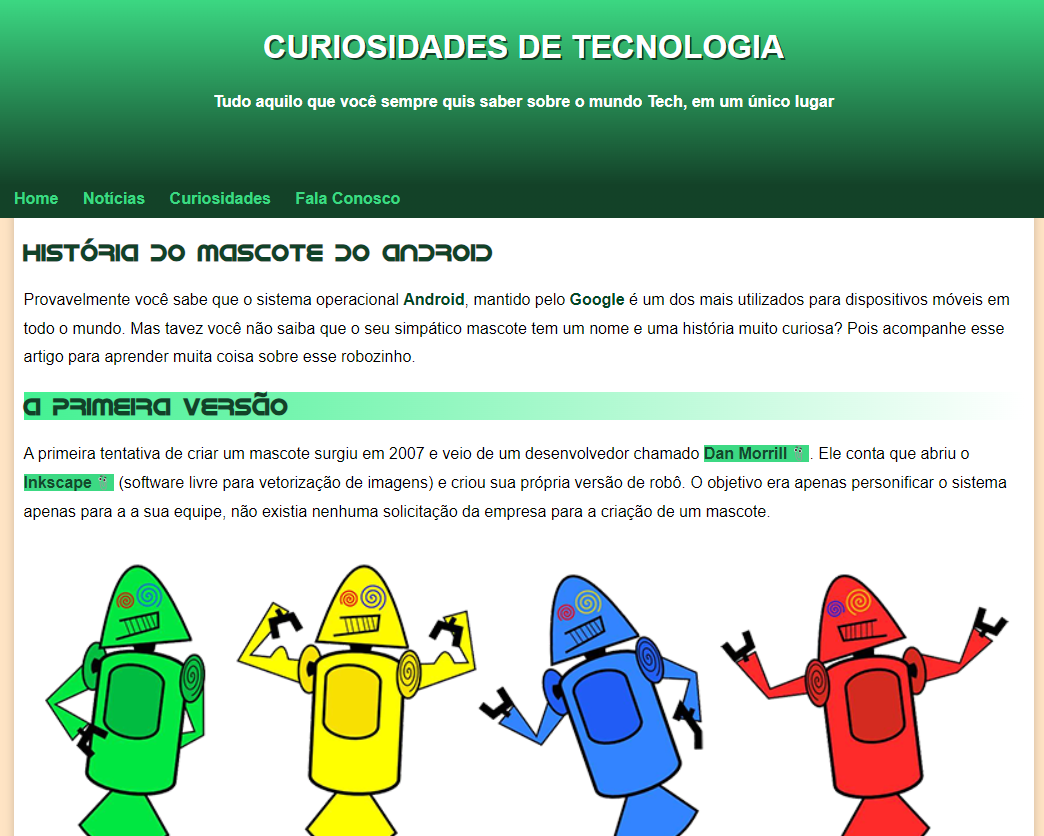 CURIOSIDADES DE TECNOLOGIA
Tudo aquilo que você sempre quis saber sobre o mundo Tech, em um único lugar
Home Notícias Curiosidades Fala Conosco
HISTÓRIA DO MASCOTE DO ANDROID
Provavelmente você sabe que o sistema operacional Android, mantido pelo Google é um dos mais utilizados para dispositivos móveis em
todo o mundo. Mas tavez você não saiba que o seu simpático mascote tem um nome e uma história muito curiosa? Pois acompanhe esse
artigo para aprender muita coisa sobre esse robozinho.
A PRIMEIRA VERSÃO
A primeira tentativa de criar um mascote surgiu em 2007 e veio de um desenvolvedor chamado Dan Morrill. Ele conta que abriu o
Inkscape (software livre para vetorização de imagens) e criou sua própria versão de robô. O objetivo era apenas personificar o sistema
apenas para a a sua equipe, não existia nenhuma solicitação da empresa para a criação de um mascote.